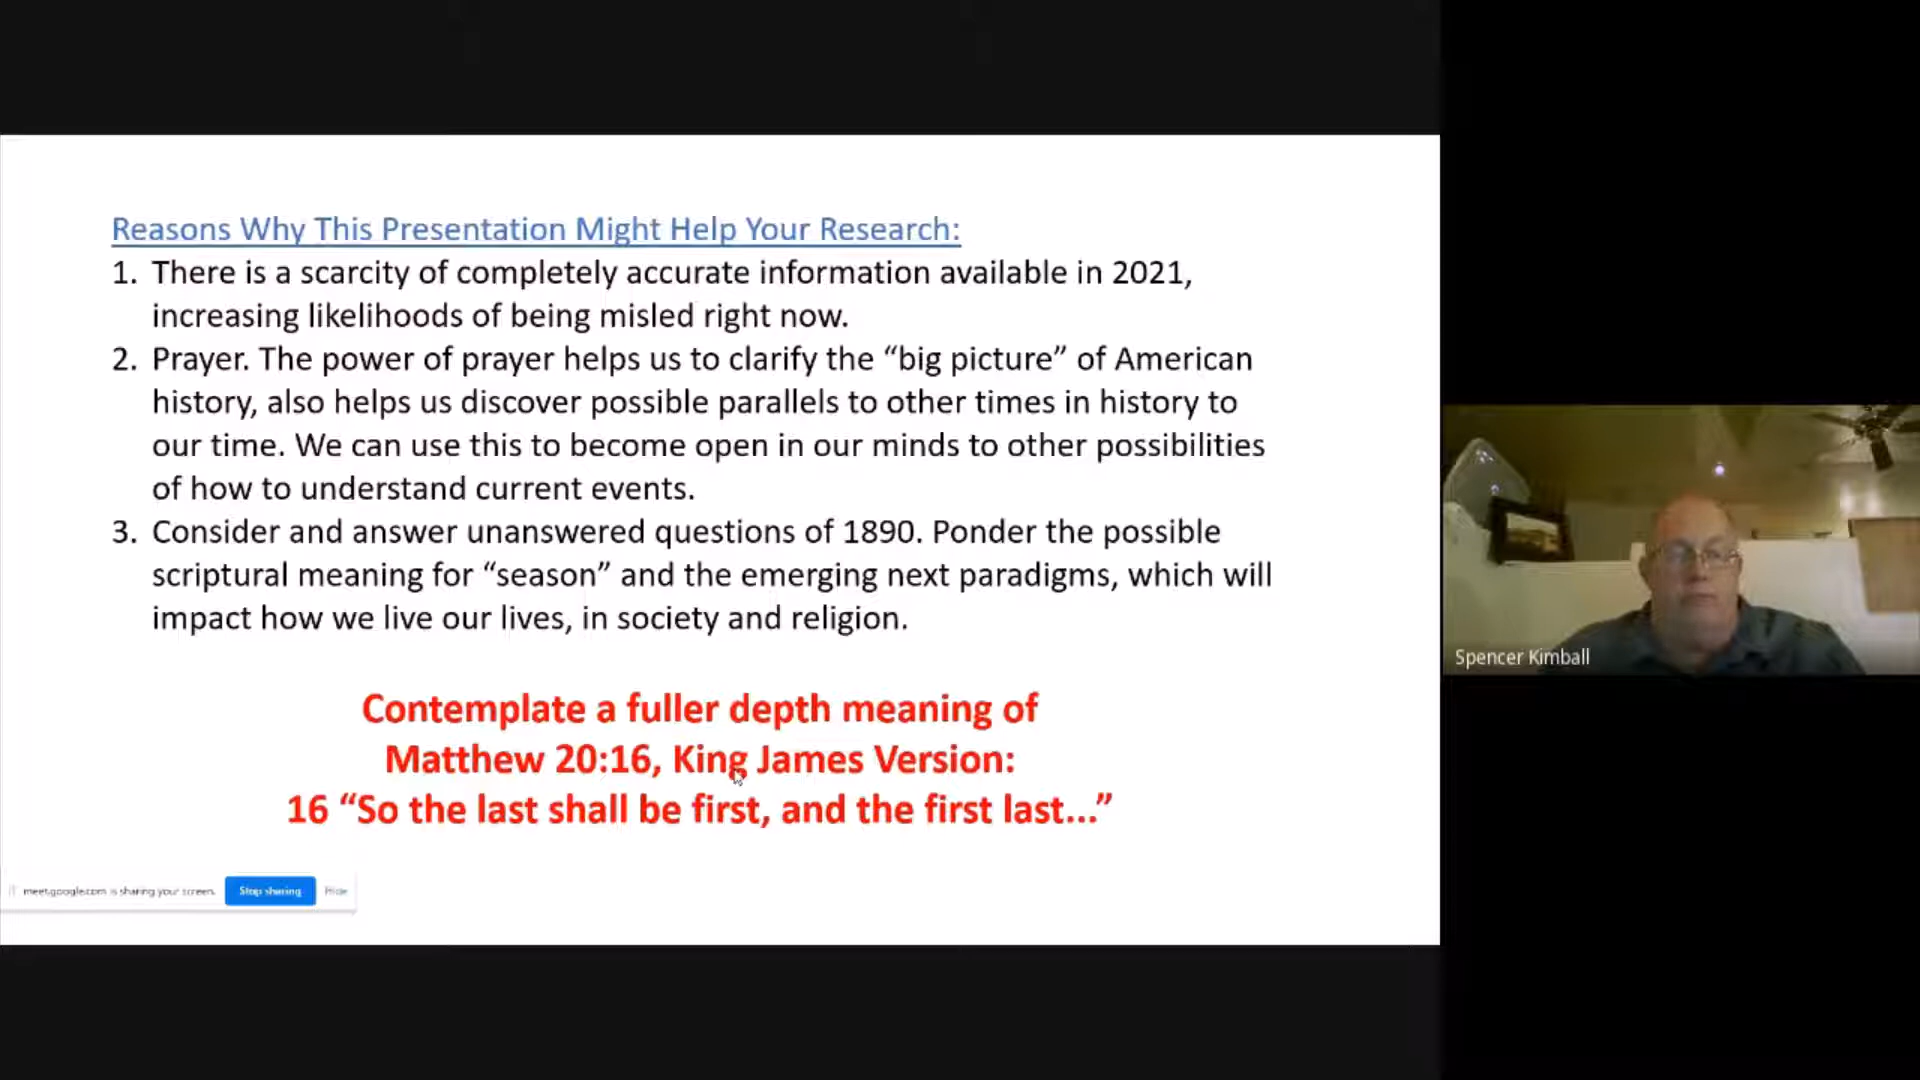 Reasons Why This Presentation Might Help Your Research:
1. There is a scarcity of completely accurate information available in 2021,
increasing likelihoods of being misled right now.
2. Prayer. The power of prayer helps us to clarify the “big picture” of American
history, also helps us discover possible parallels to other times in history to
our time. We can use this to become open in our minds to other possibilities
of how to understand current events.
3. Consider and answer unanswered questions of 1890. Ponder the possible
scriptural meaning for “season” and the emerging next paradigms, which will
impact how we live our lives, in society and religion.
Contemplate a fuller depth meaning of
Matthew 20:16, King James Version:
16 “So the last shall be first, and the first last...”
meet.google.com is sharing your screen. Stop sharing Hide
Spencer Kimball